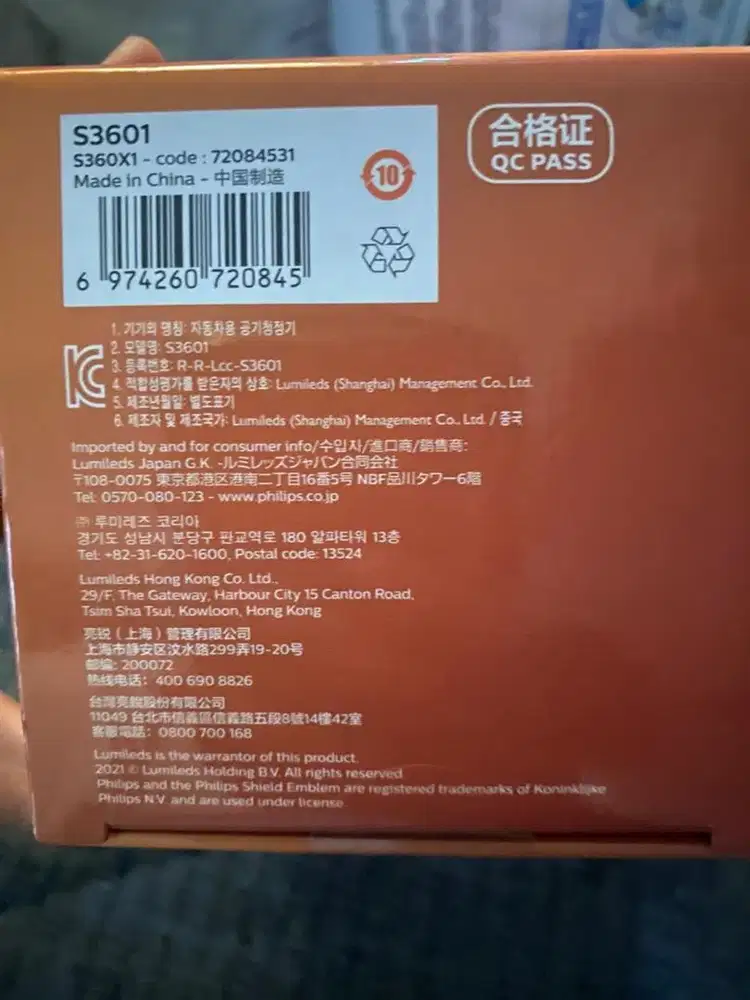 S3601
S360X1 - code : 72084531
Made in China - 中国制造
10
6 974260 720845
合格证
QC PASS
1. 기기의 명칭: 자동차용 공기청정기
2. 모델명: S3601
3. 등록번호: R-R-Lcc-S3601
4. 적합성평가를 받은자의 상호: Lumileds (Shanghai) Management Co., Ltd.
5. 제조년월일: 별도표기
6. 제조자 및 제조국가: Lumileds (Shanghai) Management Co., Ltd. / 중국
Imported by and for consumer info/수입자/進口商/銷售商:
Lumileds Japan G.K. -ルミレッズジャパン合同会社
〒108-0075 東京都港区港南二丁目16番5号 NBF品川タワー6階
Tel: 0570-080-123 - www.philips.co.jp
㈜ 루미레즈 코리아
경기도 성남시 분당구 판교역로 180 알파타워 13층
Tel: +82-31-620-1600, Postal code: 13524
Lumileds Hong Kong Co. Ltd.,
29/F, The Gateway, Harbour City 15 Canton Road,
Tsim Sha Tsui, Kowloon, Hong Kong
亮锐（上海）管理有限公司
上海市静安区汶水路299弄19-20号
邮编: 200072
热线电话: 400 690 8826
台灣亮銳股份有限公司
11049 台北市信義區信義路五段8號14樓42室
客服電話: 0800 700 168
Lumileds is the warrantor of this product.
2021 © Lumileds Holding B.V. All rights reserved.
Philips and the Philips Shield Emblem are registered trademarks of Koninklijke
Philips N.V. and are used under license.